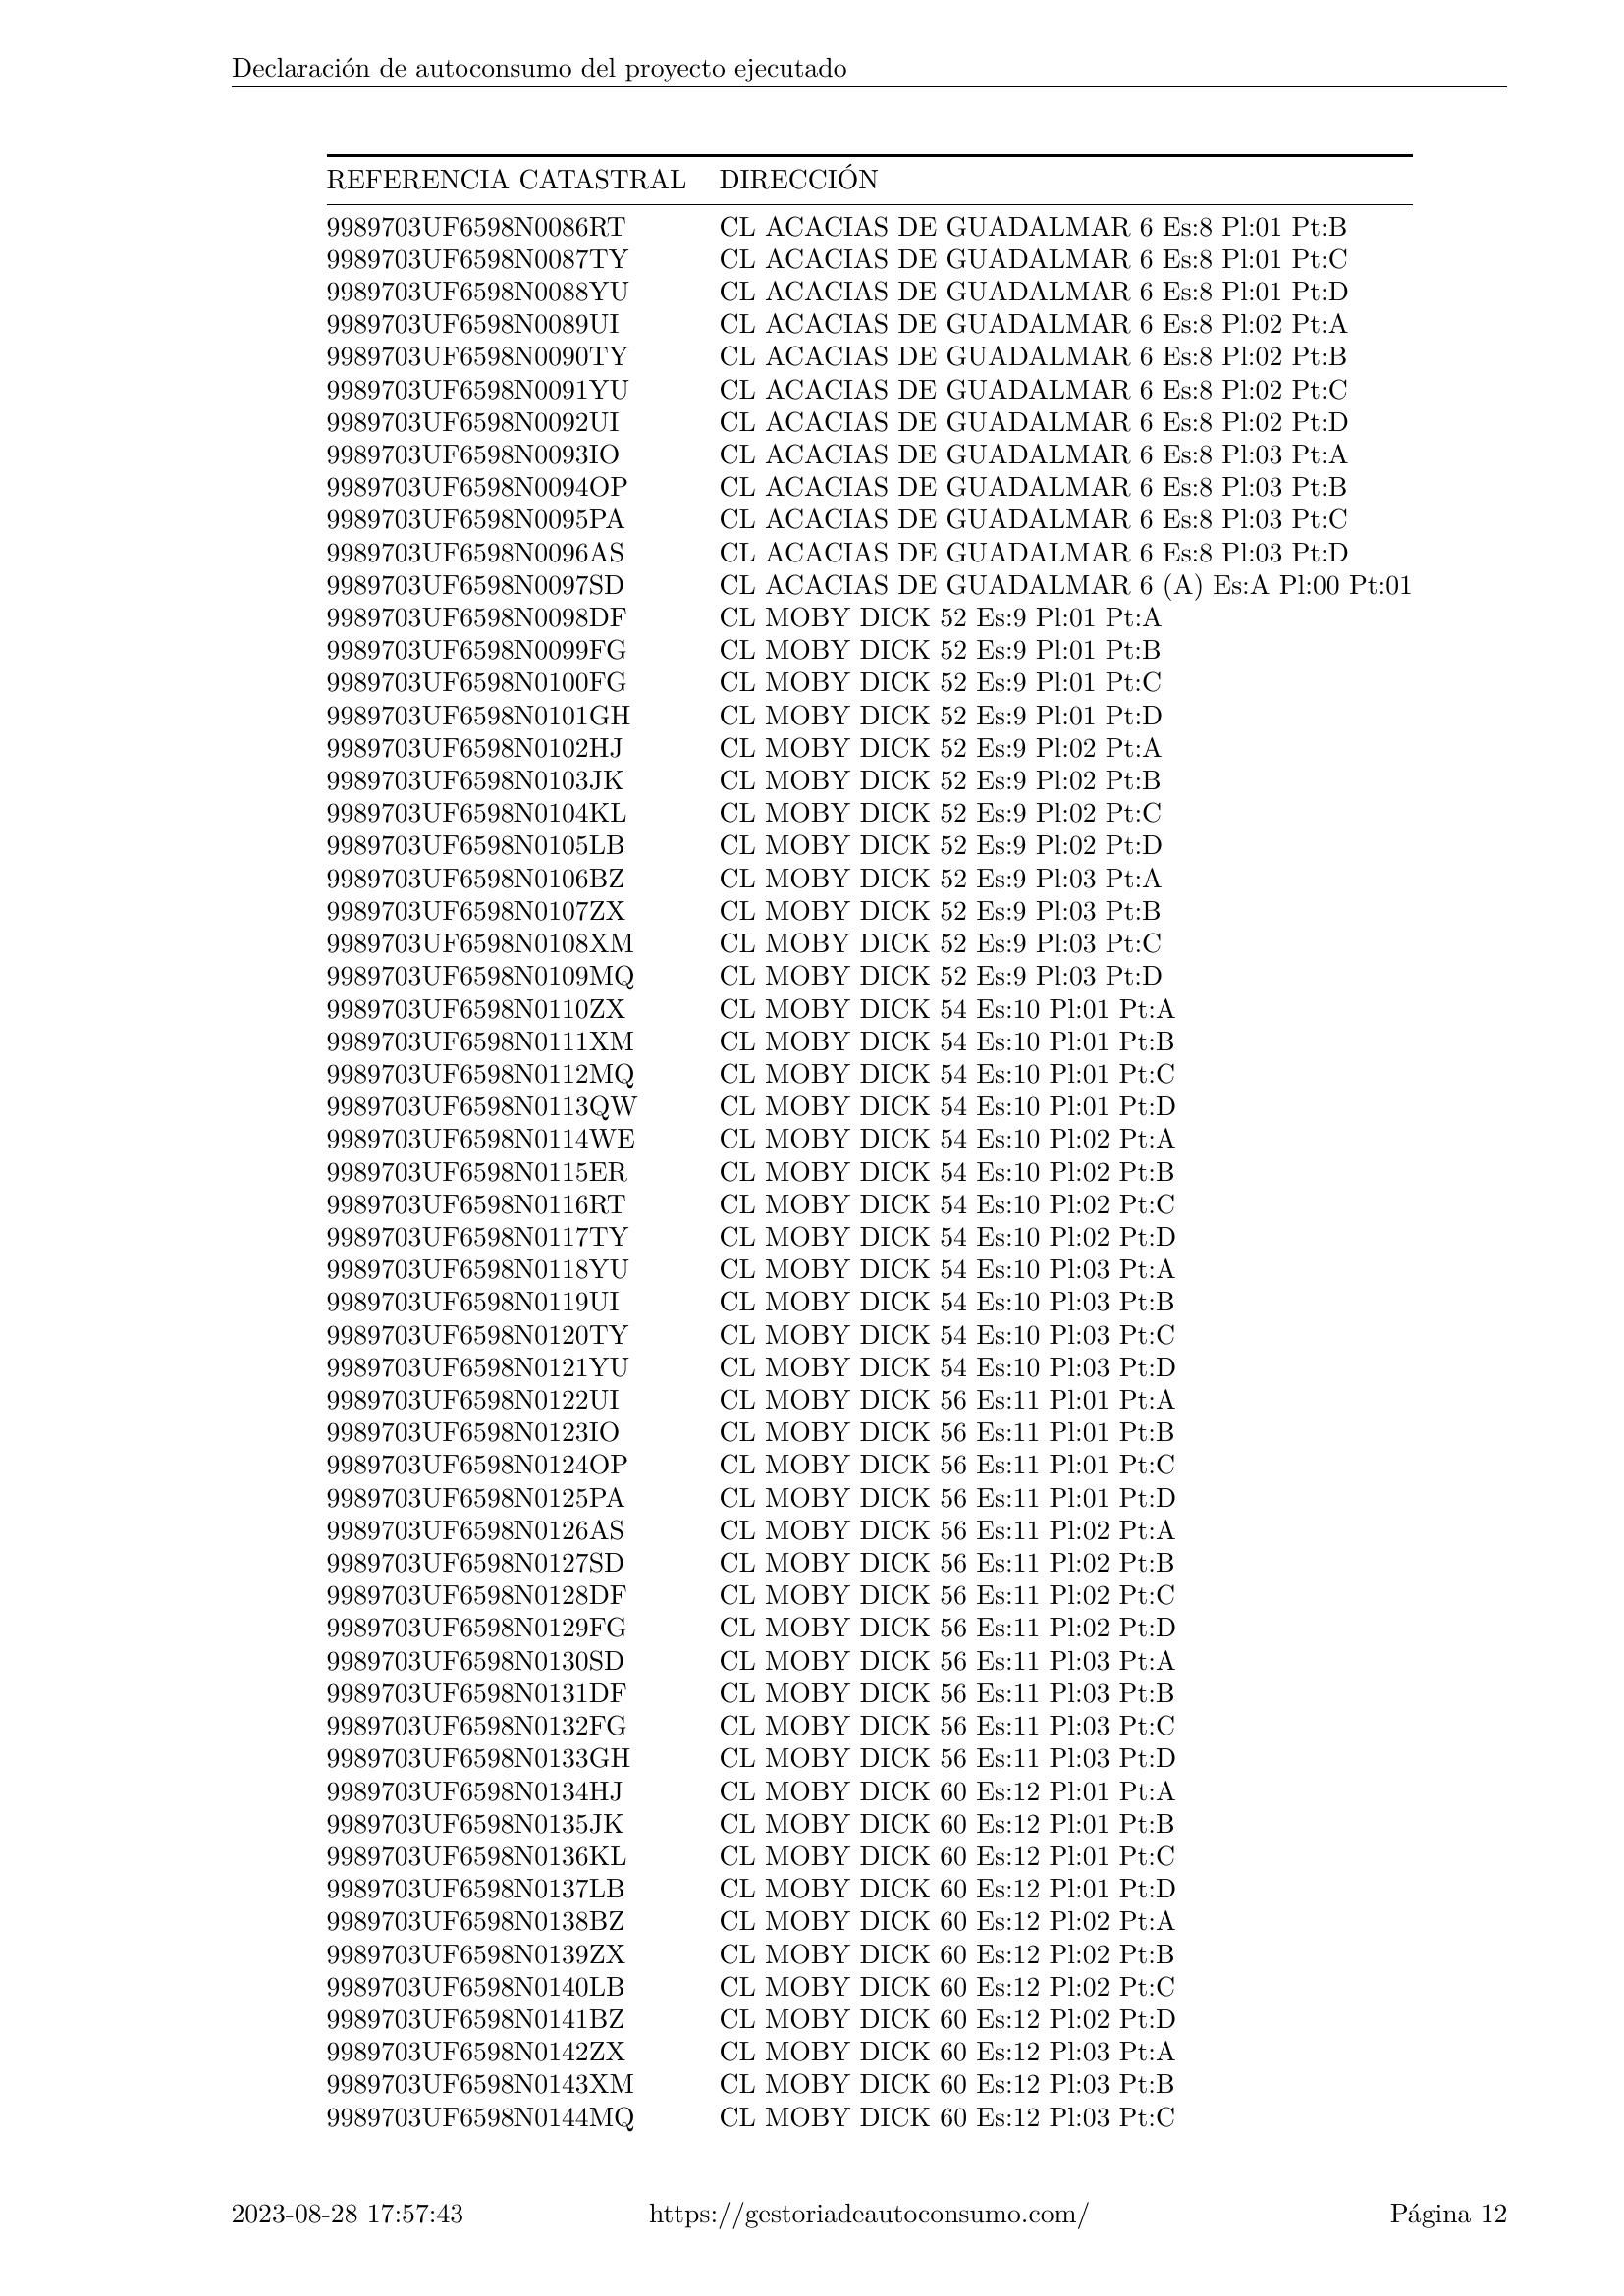 Declaración de autoconsumo del proyecto ejecutado
REFERENCIA CATASTRAL DIRECCIÓN
9989703UF6598N0086RT CL ACACIAS DE GUADALMAR 6 Es:8 Pl:01 Pt:B
9989703UF6598N0087TY CL ACACIAS DE GUADALMAR 6 Es:8 Pl:01 Pt:C
9989703UF6598N0088YU CL ACACIAS DE GUADALMAR 6 Es:8 Pl:01 Pt:D
9989703UF6598N0089UI CL ACACIAS DE GUADALMAR 6 Es:8 Pl:02 Pt:A
9989703UF6598N0090TY CL ACACIAS DE GUADALMAR 6 Es:8 Pl:02 Pt:B
9989703UF6598N0091YU CL ACACIAS DE GUADALMAR 6 Es:8 Pl:02 Pt:C
9989703UF6598N0092UI CL ACACIAS DE GUADALMAR 6 Es:8 Pl:02 Pt:D
9989703UF6598N0093IO CL ACACIAS DE GUADALMAR 6 Es:8 Pl:03 Pt:A
9989703UF6598N0094OP CL ACACIAS DE GUADALMAR 6 Es:8 Pl:03 Pt:B
9989703UF6598N0095PA CL ACACIAS DE GUADALMAR 6 Es:8 Pl:03 Pt:C
9989703UF6598N0096AS CL ACACIAS DE GUADALMAR 6 Es:8 Pl:03 Pt:D
9989703UF6598N0097SD CL ACACIAS DE GUADALMAR 6 (A) Es:A Pl:00 Pt:01
9989703UF6598N0098DF CL MOBY DICK 52 Es:9 Pl:01 Pt:A
9989703UF6598N0099FG CL MOBY DICK 52 Es:9 Pl:01 Pt:B
9989703UF6598N0100FG CL MOBY DICK 52 Es:9 Pl:01 Pt:C
9989703UF6598N0101GH CL MOBY DICK 52 Es:9 Pl:01 Pt:D
9989703UF6598N0102HJ CL MOBY DICK 52 Es:9 Pl:02 Pt:A
9989703UF6598N0103JK CL MOBY DICK 52 Es:9 Pl:02 Pt:B
9989703UF6598N0104KL CL MOBY DICK 52 Es:9 Pl:02 Pt:C
9989703UF6598N0105LB CL MOBY DICK 52 Es:9 Pl:02 Pt:D
9989703UF6598N0106BZ CL MOBY DICK 52 Es:9 Pl:03 Pt:A
9989703UF6598N0107ZX CL MOBY DICK 52 Es:9 Pl:03 Pt:B
9989703UF6598N0108XM CL MOBY DICK 52 Es:9 Pl:03 Pt:C
9989703UF6598N0109MQ CL MOBY DICK 52 Es:9 Pl:03 Pt:D
9989703UF6598N0110ZX CL MOBY DICK 54 Es:10 Pl:01 Pt:A
9989703UF6598N0111XM CL MOBY DICK 54 Es:10 Pl:01 Pt:B
9989703UF6598N0112MQ CL MOBY DICK 54 Es:10 Pl:01 Pt:C
9989703UF6598N0113QW CL MOBY DICK 54 Es:10 Pl:01 Pt:D
9989703UF6598N0114WE CL MOBY DICK 54 Es:10 Pl:02 Pt:A
9989703UF6598N0115ER CL MOBY DICK 54 Es:10 Pl:02 Pt:B
9989703UF6598N0116RT CL MOBY DICK 54 Es:10 Pl:02 Pt:C
9989703UF6598N0117TY CL MOBY DICK 54 Es:10 Pl:02 Pt:D
9989703UF6598N0118YU CL MOBY DICK 54 Es:10 Pl:03 Pt:A
9989703UF6598N0119UI CL MOBY DICK 54 Es:10 Pl:03 Pt:B
9989703UF6598N0120TY CL MOBY DICK 54 Es:10 Pl:03 Pt:C
9989703UF6598N0121YU CL MOBY DICK 54 Es:10 Pl:03 Pt:D
9989703UF6598N0122UI CL MOBY DICK 56 Es:11 Pl:01 Pt:A
9989703UF6598N0123IO CL MOBY DICK 56 Es:11 Pl:01 Pt:B
9989703UF6598N0124OP CL MOBY DICK 56 Es:11 Pl:01 Pt:C
9989703UF6598N0125PA CL MOBY DICK 56 Es:11 Pl:01 Pt:D
9989703UF6598N0126AS CL MOBY DICK 56 Es:11 Pl:02 Pt:A
9989703UF6598N0127SD CL MOBY DICK 56 Es:11 Pl:02 Pt:B
9989703UF6598N0128DF CL MOBY DICK 56 Es:11 Pl:02 Pt:C
9989703UF6598N0129FG CL MOBY DICK 56 Es:11 Pl:02 Pt:D
9989703UF6598N0130SD CL MOBY DICK 56 Es:11 Pl:03 Pt:A
9989703UF6598N0131DF CL MOBY DICK 56 Es:11 Pl:03 Pt:B
9989703UF6598N0132FG CL MOBY DICK 56 Es:11 Pl:03 Pt:C
9989703UF6598N0133GH CL MOBY DICK 56 Es:11 Pl:03 Pt:D
9989703UF6598N0134HJ CL MOBY DICK 60 Es:12 Pl:01 Pt:A
9989703UF6598N0135JK CL MOBY DICK 60 Es:12 Pl:01 Pt:B
9989703UF6598N0136KL CL MOBY DICK 60 Es:12 Pl:01 Pt:C
9989703UF6598N0137LB CL MOBY DICK 60 Es:12 Pl:01 Pt:D
9989703UF6598N0138BZ CL MOBY DICK 60 Es:12 Pl:02 Pt:A
9989703UF6598N0139ZX CL MOBY DICK 60 Es:12 Pl:02 Pt:B
9989703UF6598N0140LB CL MOBY DICK 60 Es:12 Pl:02 Pt:C
9989703UF6598N0141BZ CL MOBY DICK 60 Es:12 Pl:02 Pt:D
9989703UF6598N0142ZX CL MOBY DICK 60 Es:12 Pl:03 Pt:A
9989703UF6598N0143XM CL MOBY DICK 60 Es:12 Pl:03 Pt:B
9989703UF6598N0144MQ CL MOBY DICK 60 Es:12 Pl:03 Pt:C
2023-08-28 17:57:43 https://gestoriadeautoconsumo.com/ Página 12